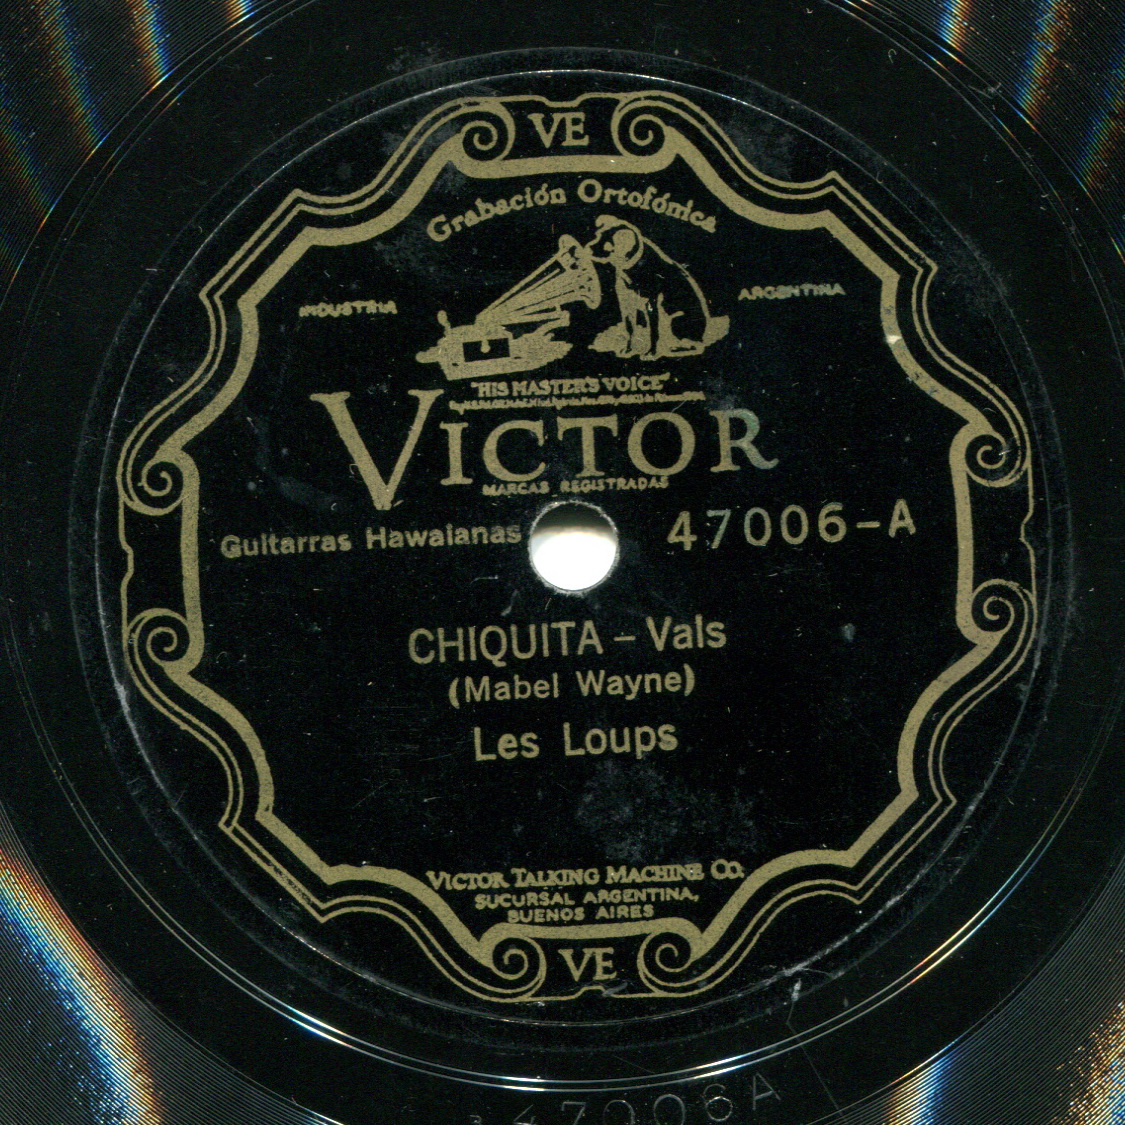 VE
Grabación Ortofónica
INDUSTRIA ARGENTINA
"HIS MASTER'S VOICE"
VICTOR
MARCAS REGISTRADAS
Guitarras Hawaianas 47006-A
CHIQUITA - Vals
(Mabel Wayne)
Les Loups
VICTOR TALKING MACHINE CO.
SUCURSAL ARGENTINA,
BUENOS AIRES
VE
47006A